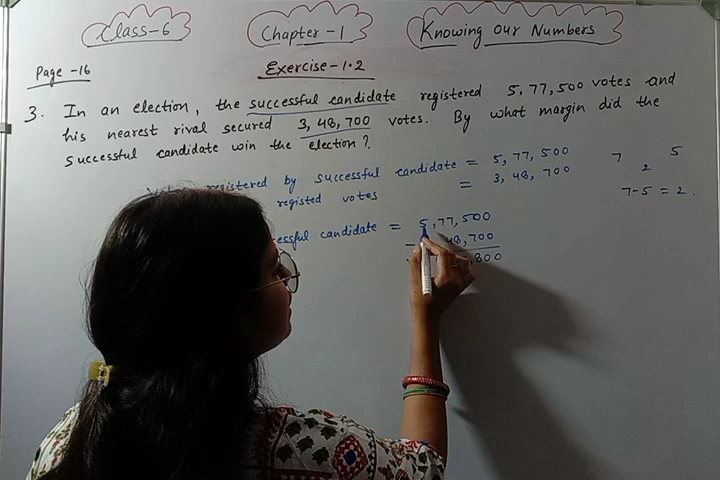 Class-6
Chapter-1
Knowing Our Numbers
Page-16
Exercise-1.2
3. In an election, the successful candidate registered 5,77,500 votes and
his nearest rival secured 3,48,700 votes. By what margin did the
successful candidate win the election?
registered by successful candidate = 5,77,500
registed votes = 3,48,700
7 5
2
7-5 = 2.
candidate = 5,77,500
- 48,700
,800